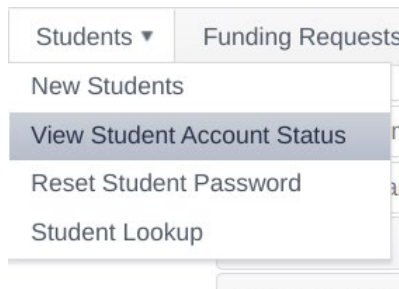 Students ▼ Funding Requests
New Students
View Student Account Status
Reset Student Password
Student Lookup